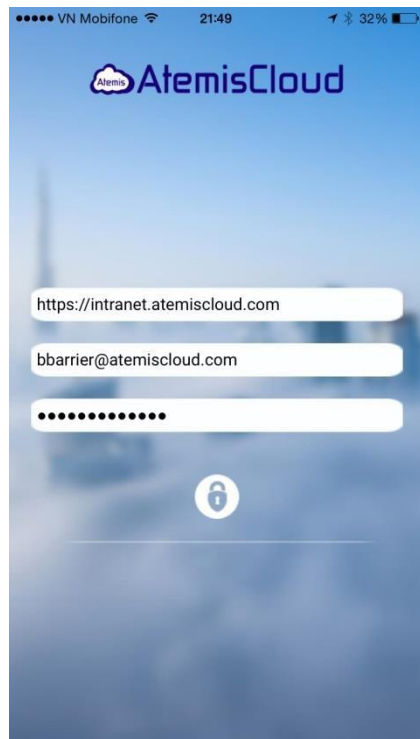 VN Mobifone 21:49 32%
Atemis AtemisCloud
https://intranet.atemiscloud.com
bbarrier@atemiscloud.com
●●●●●●●●●●●●●